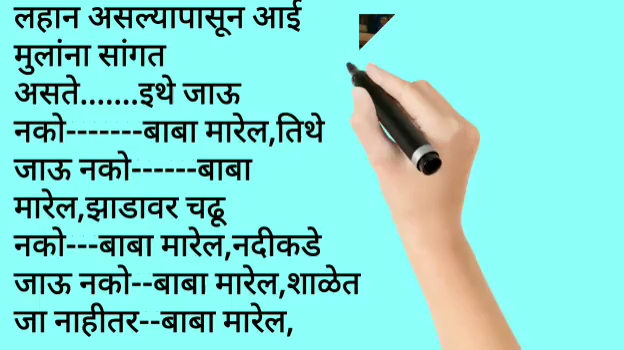 लहान असल्यापासून आई
मुलांना सांगत
असते.......इथे जाऊ
नको-------बाबा मारेल,तिथे
जाऊ नको------बाबा
मारेल,झाडावर चढू
नको---बाबा मारेल,नदीकडे
जाऊ नको--बाबा मारेल,शाळेत
जा नाहीतर--बाबा मारेल,